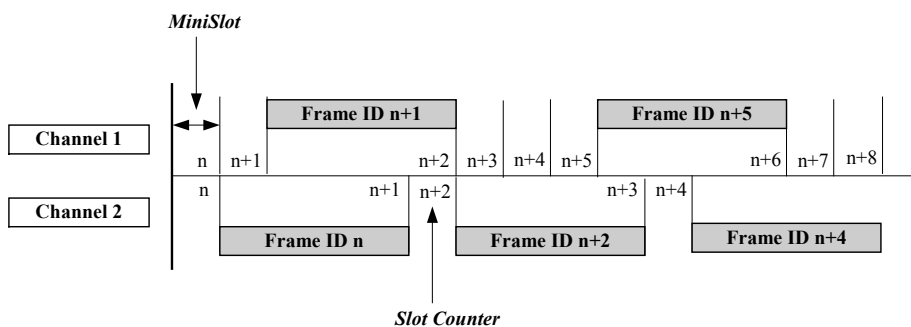 MiniSlot
Frame ID n+1
Frame ID n+5
Channel 1
n n+1 n+2 n+3 n+4 n+5 n+6 n+7 n+8
n n+1 n+2 n+3 n+4
Channel 2
Frame ID n
Frame ID n+2
Frame ID n+4
Slot Counter